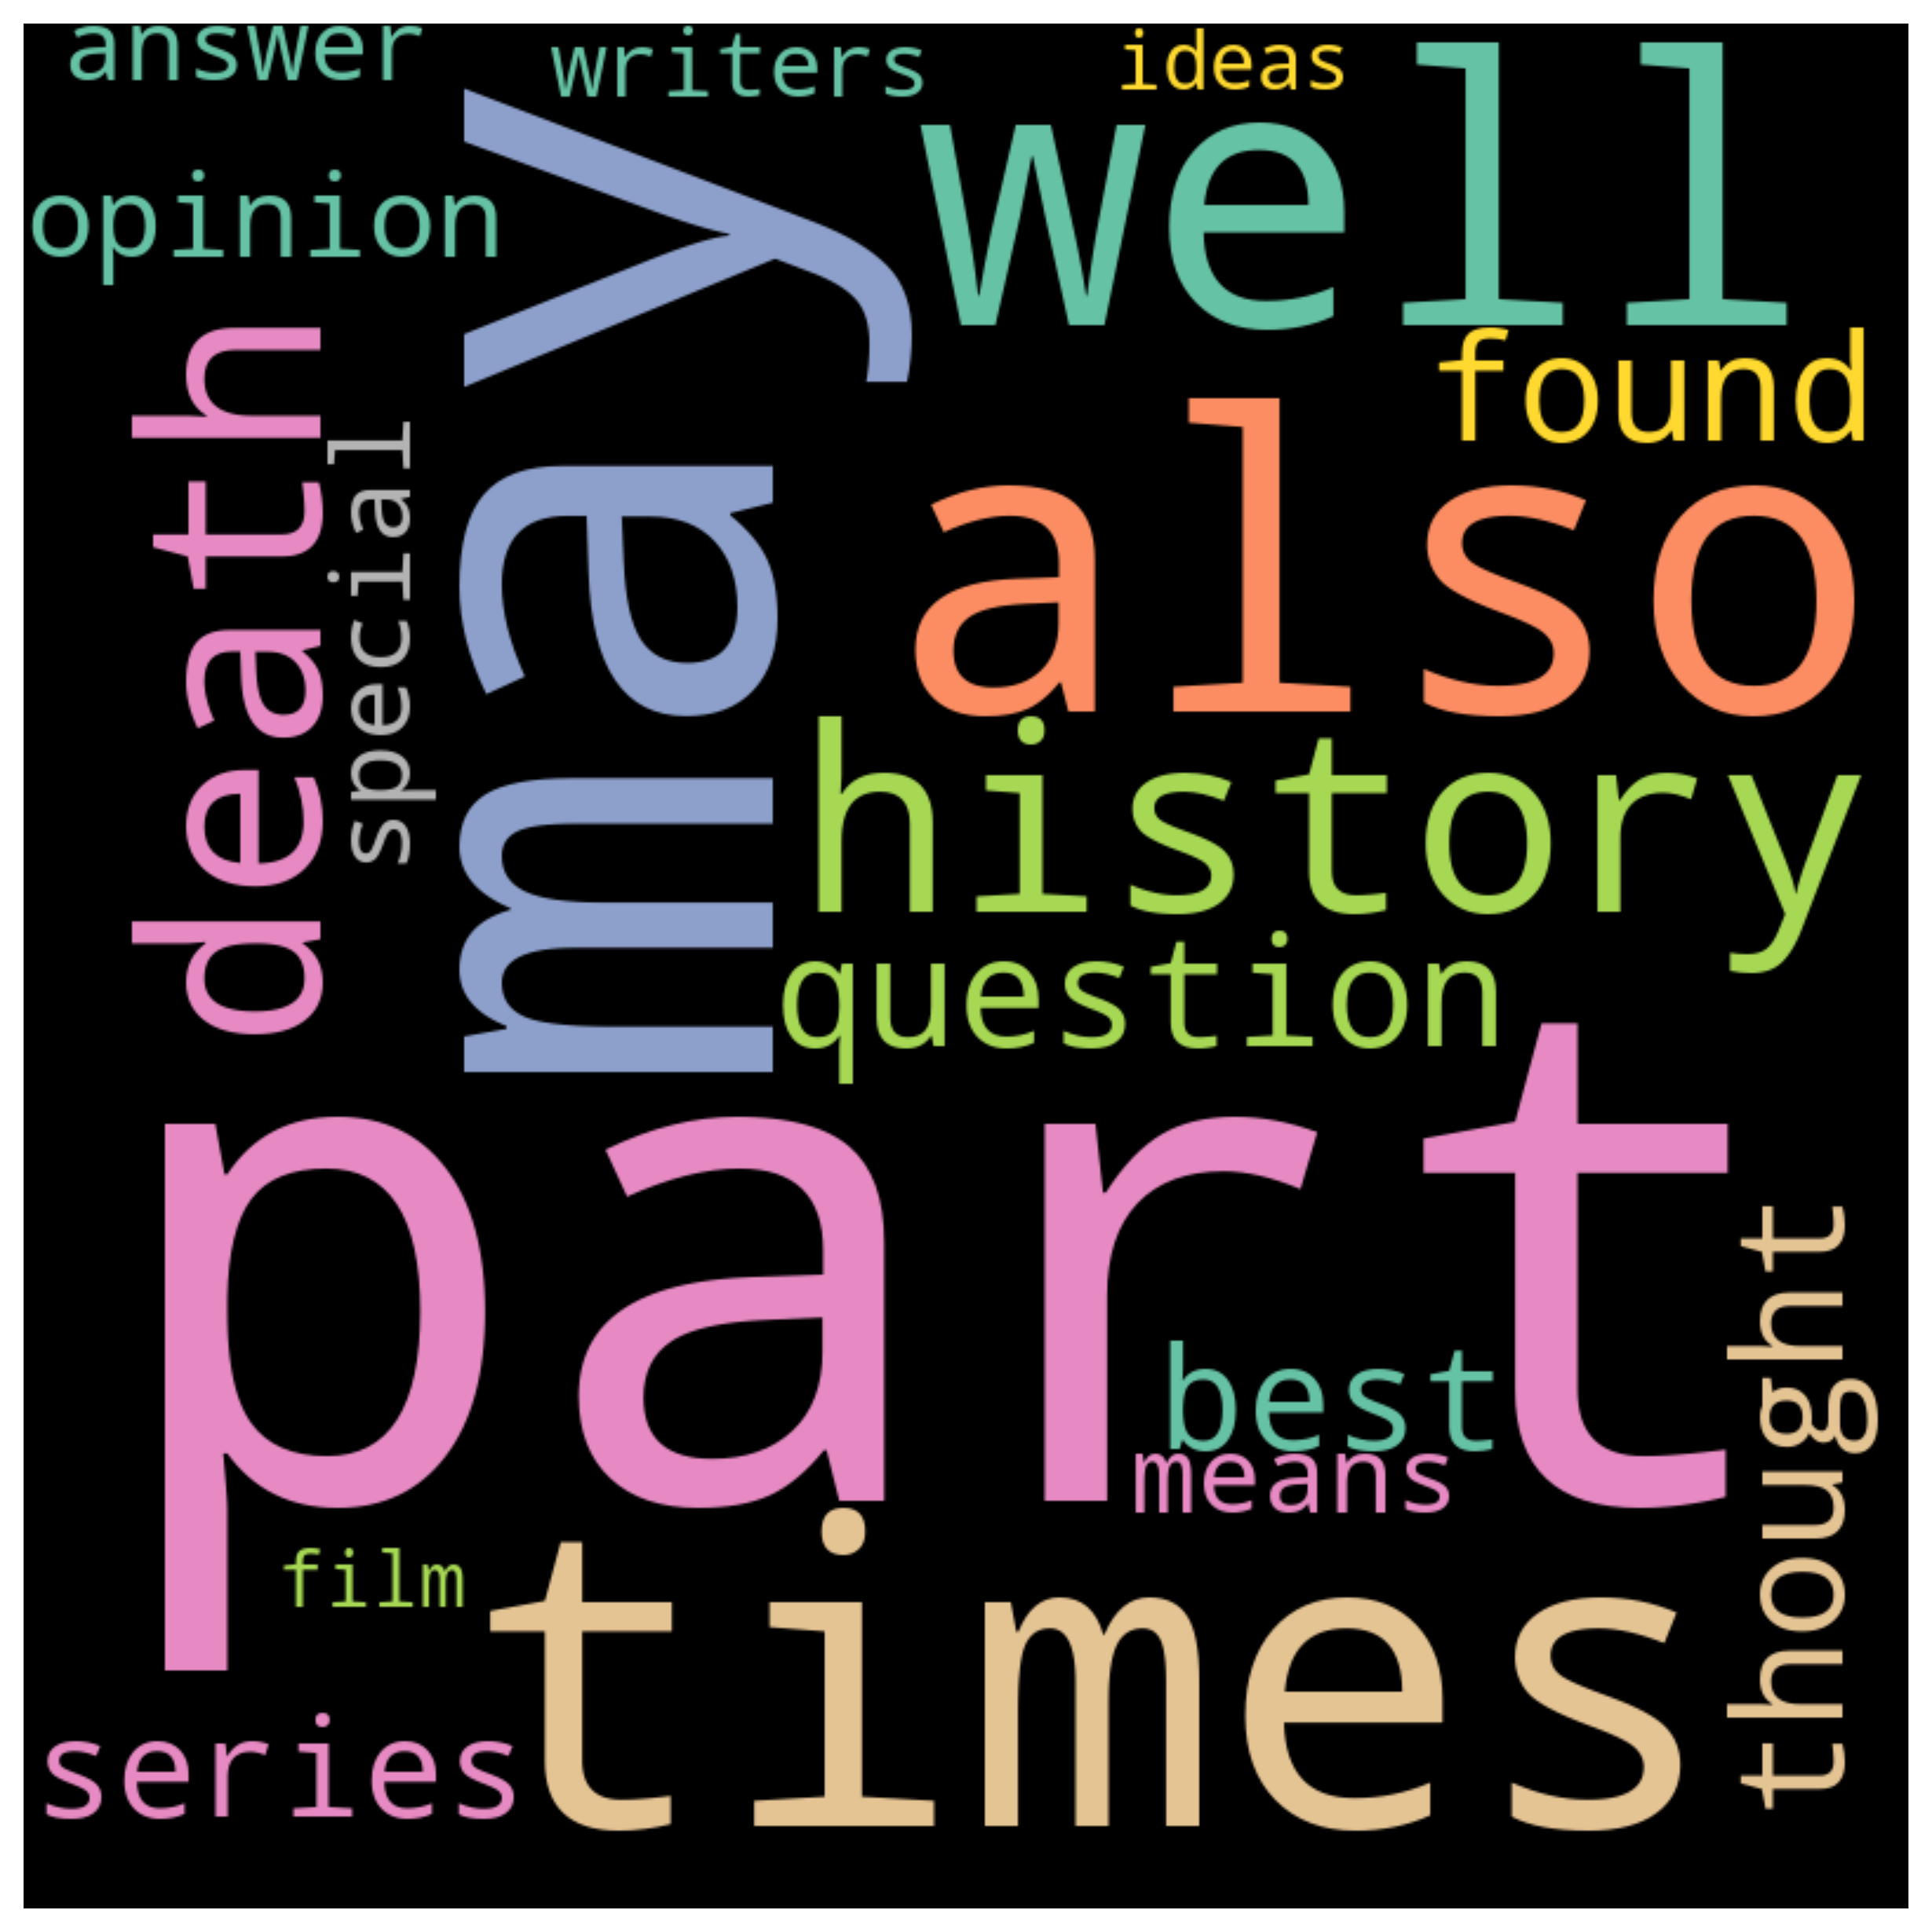 answer
writers
ideas
well
opinion
may
found
death
special
also
history
question
part
thought
best
means
film
times
series